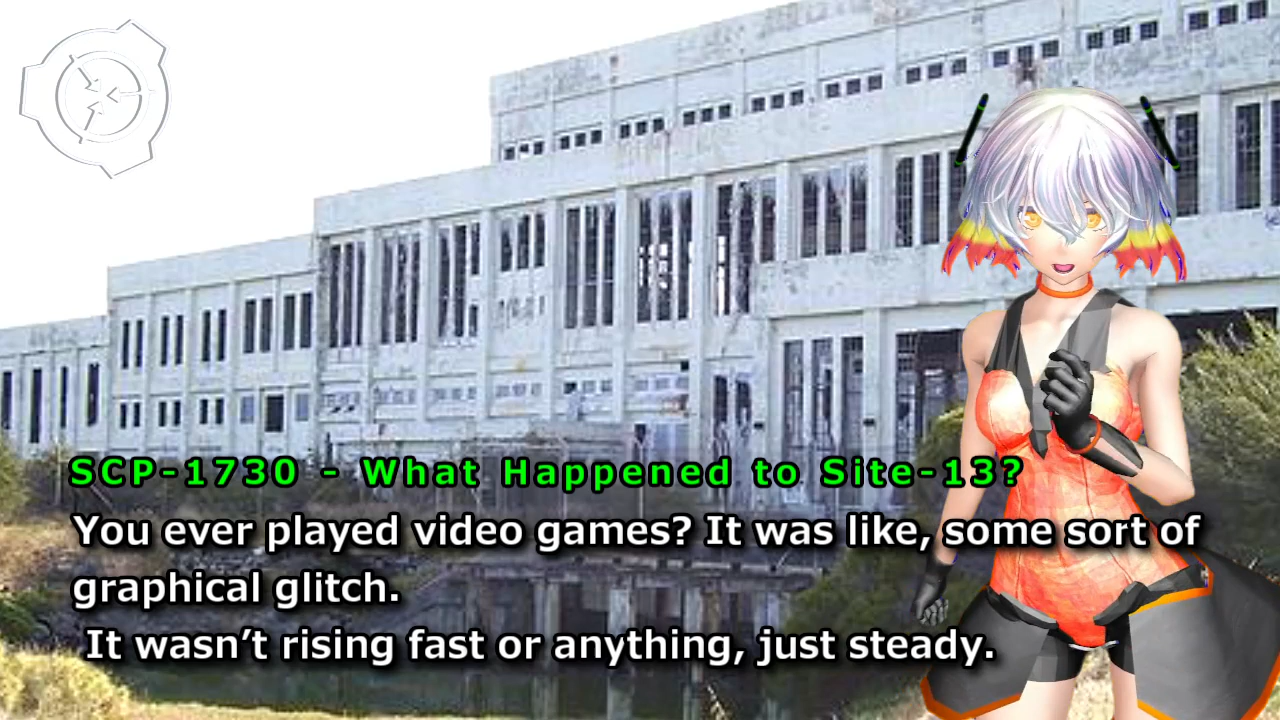 SCP-1730 - What Happened to Site-13?
You ever played video games? It was like, some sort of
graphical glitch.
It wasn’t rising fast or anything, just steady.